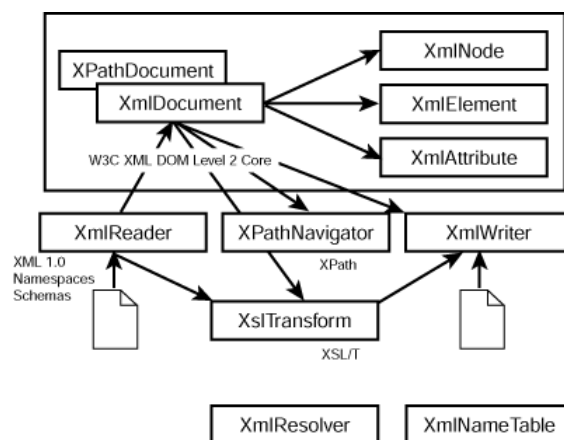 XPathDocument
XmlDocument
XmlNode
XmlElement
XmlAttribute
W3C XML DOM Level 2 Core
XmlReader
XPathNavigator
XmlWriter
XML 1.0
Namespaces
Schemas
XPath
XslTransform
XSL/T
XmlResolver
XmlNameTable